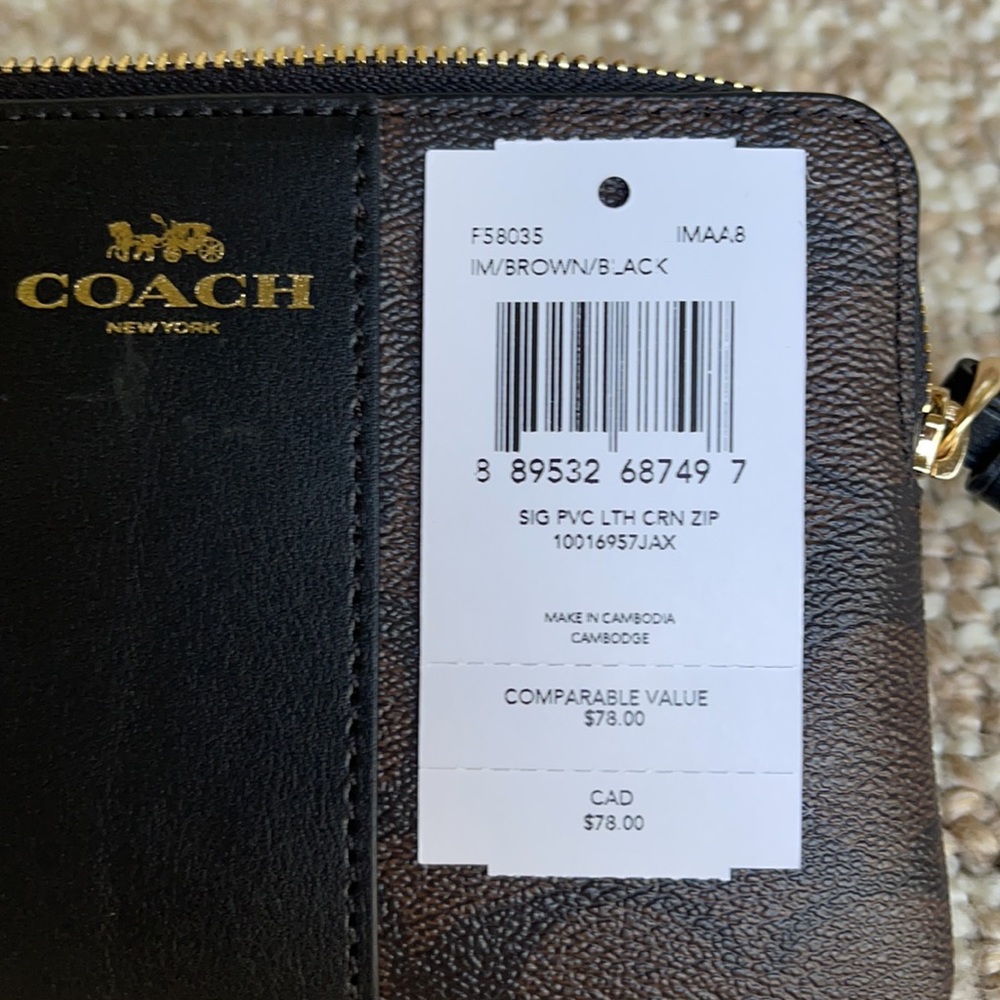 COACH
NEW YORK
F58035 IMAA8
IM/BROWN/BLACK
8 89532 68749 7
SIG PVC LTH CRN ZIP
10016957JAX
MAKE IN CAMBODIA
CAMBODGE
COMPARABLE VALUE
$78.00
CAD
$78.00